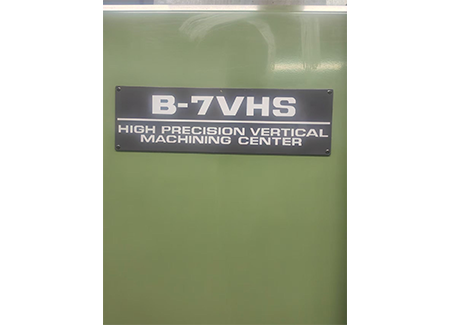 B-7VHS
HIGH PRECISION VERTICAL
MACHINING CENTER